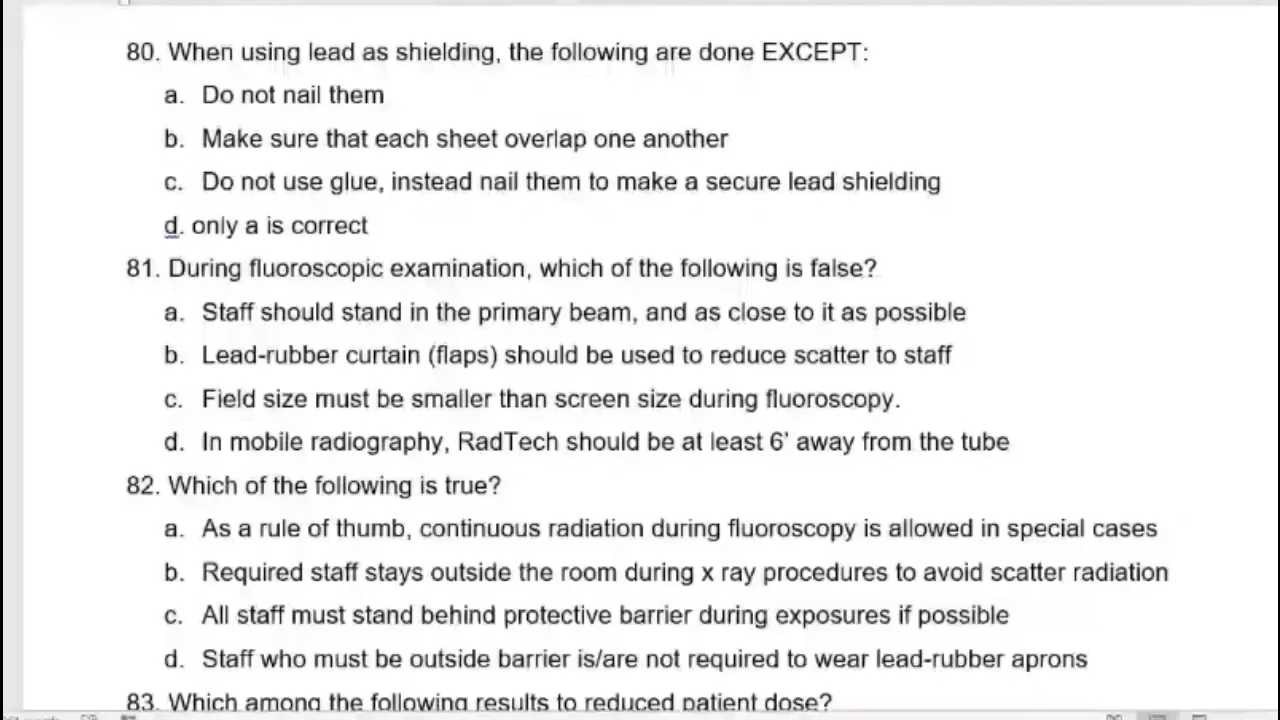 80. When using lead as shielding, the following are done EXCEPT:
a. Do not nail them
b. Make sure that each sheet overlap one another
c. Do not use glue, instead nail them to make a secure lead shielding
d. only a is correct
81. During fluoroscopic examination, which of the following is false?
a. Staff should stand in the primary beam, and as close to it as possible
b. Lead-rubber curtain (flaps) should be used to reduce scatter to staff
c. Field size must be smaller than screen size during fluoroscopy.
d. In mobile radiography, RadTech should be at least 6' away from the tube
82. Which of the following is true?
a. As a rule of thumb, continuous radiation during fluoroscopy is allowed in special cases
b. Required staff stays outside the room during x ray procedures to avoid scatter radiation
c. All staff must stand behind protective barrier during exposures if possible
d. Staff who must be outside barrier is/are not required to wear lead-rubber aprons
83. Which among the following results to reduced patient dose?